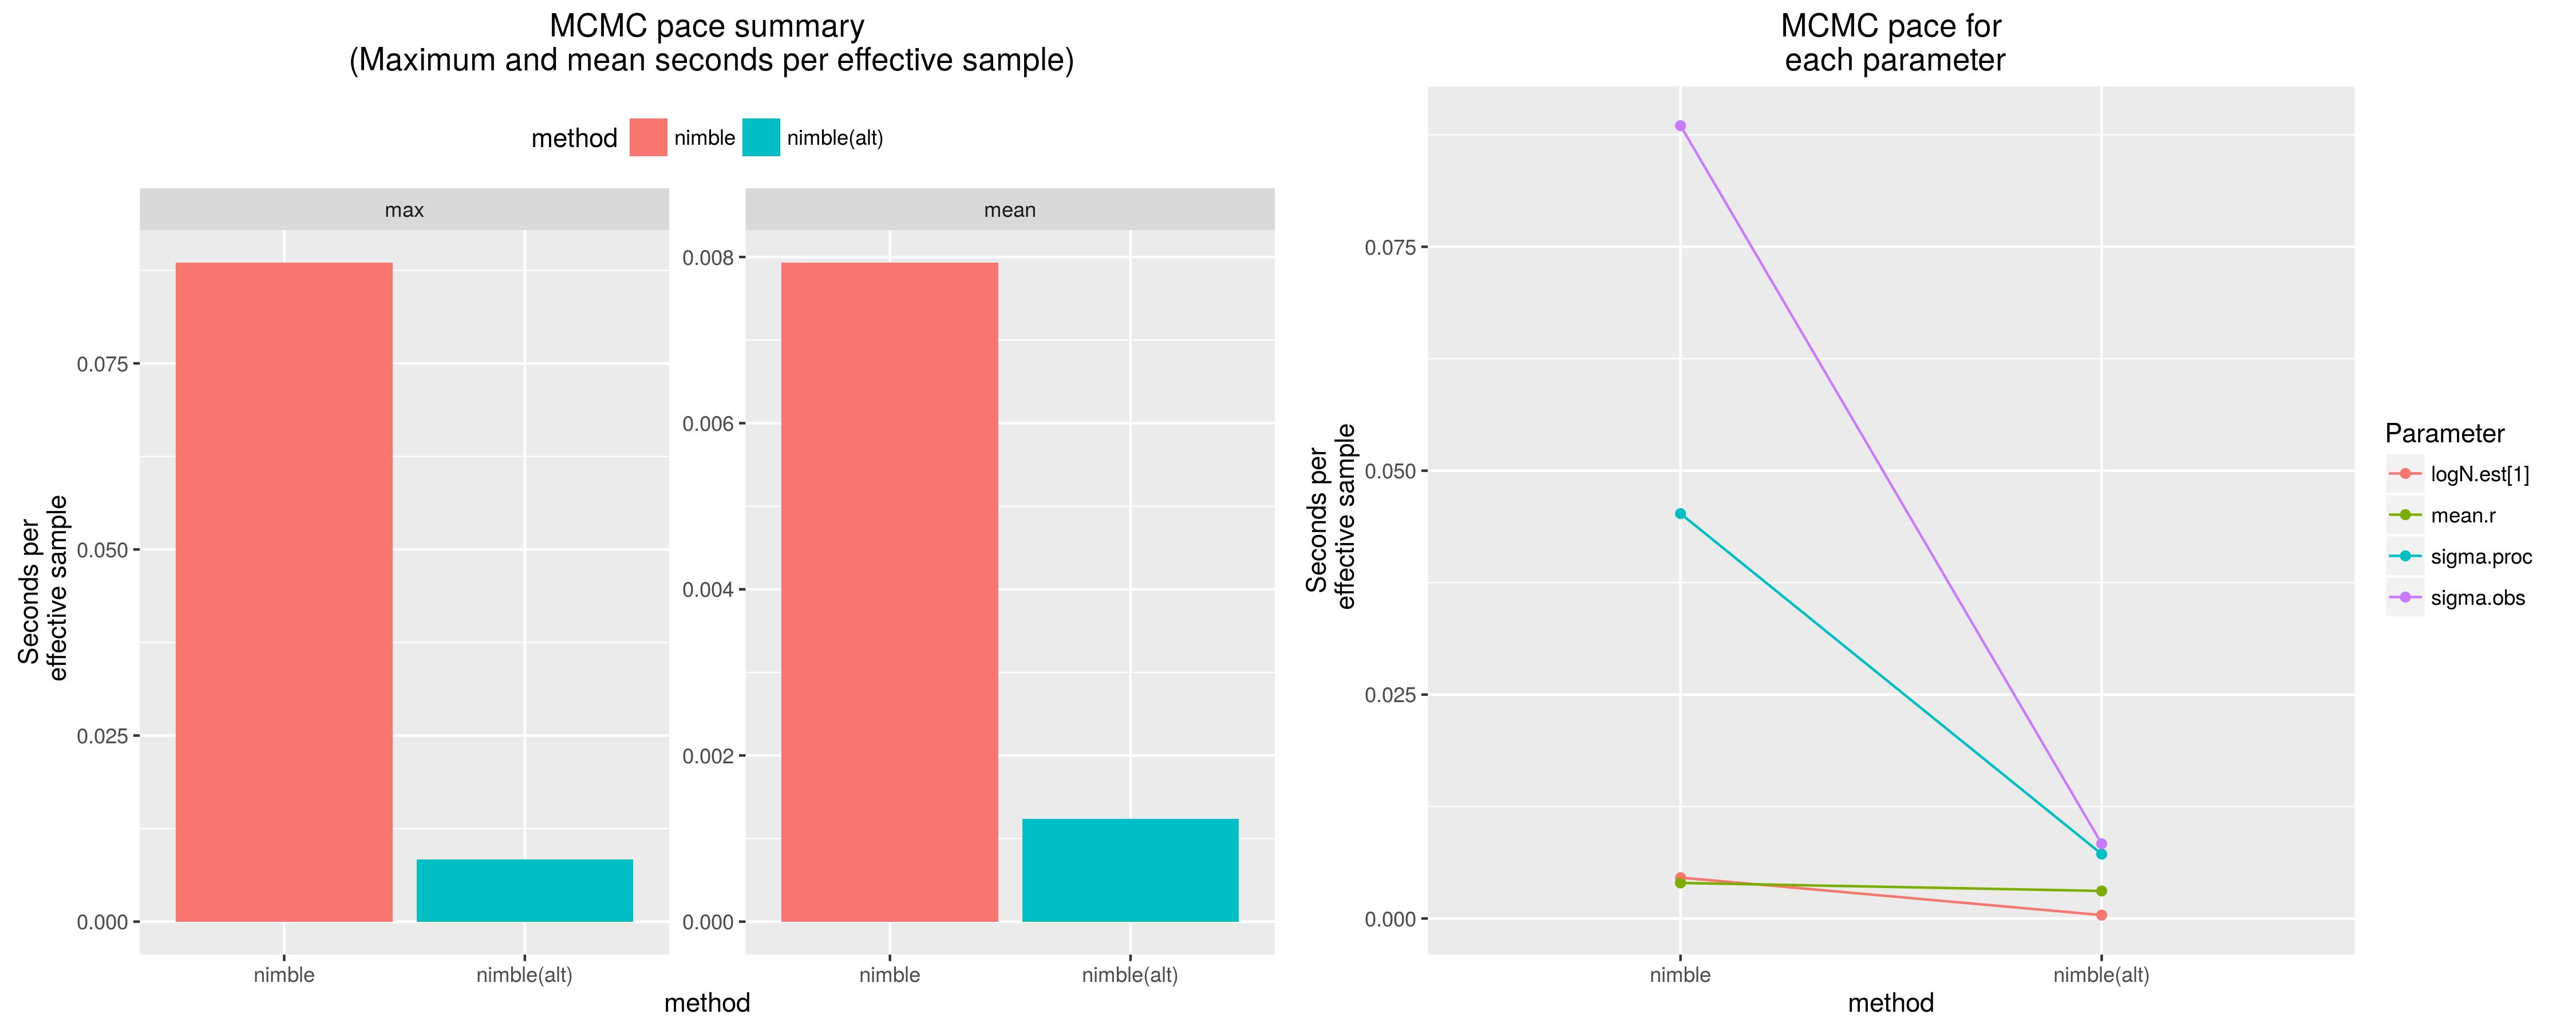 MCMC pace summary
(Maximum and mean seconds per effective sample)
method nimble nimble(alt)
max
mean
Seconds per
effective sample
0.075
0.050
0.025
0.000
0.008
0.006
0.004
0.002
0.000
nimble
nimble(alt)
nimble
nimble(alt)
method
MCMC pace for
each parameter
Seconds per
effective sample
0.075
0.050
0.025
0.000
nimble
nimble(alt)
method
Parameter
logN.est[1]
mean.r
sigma.proc
sigma.obs